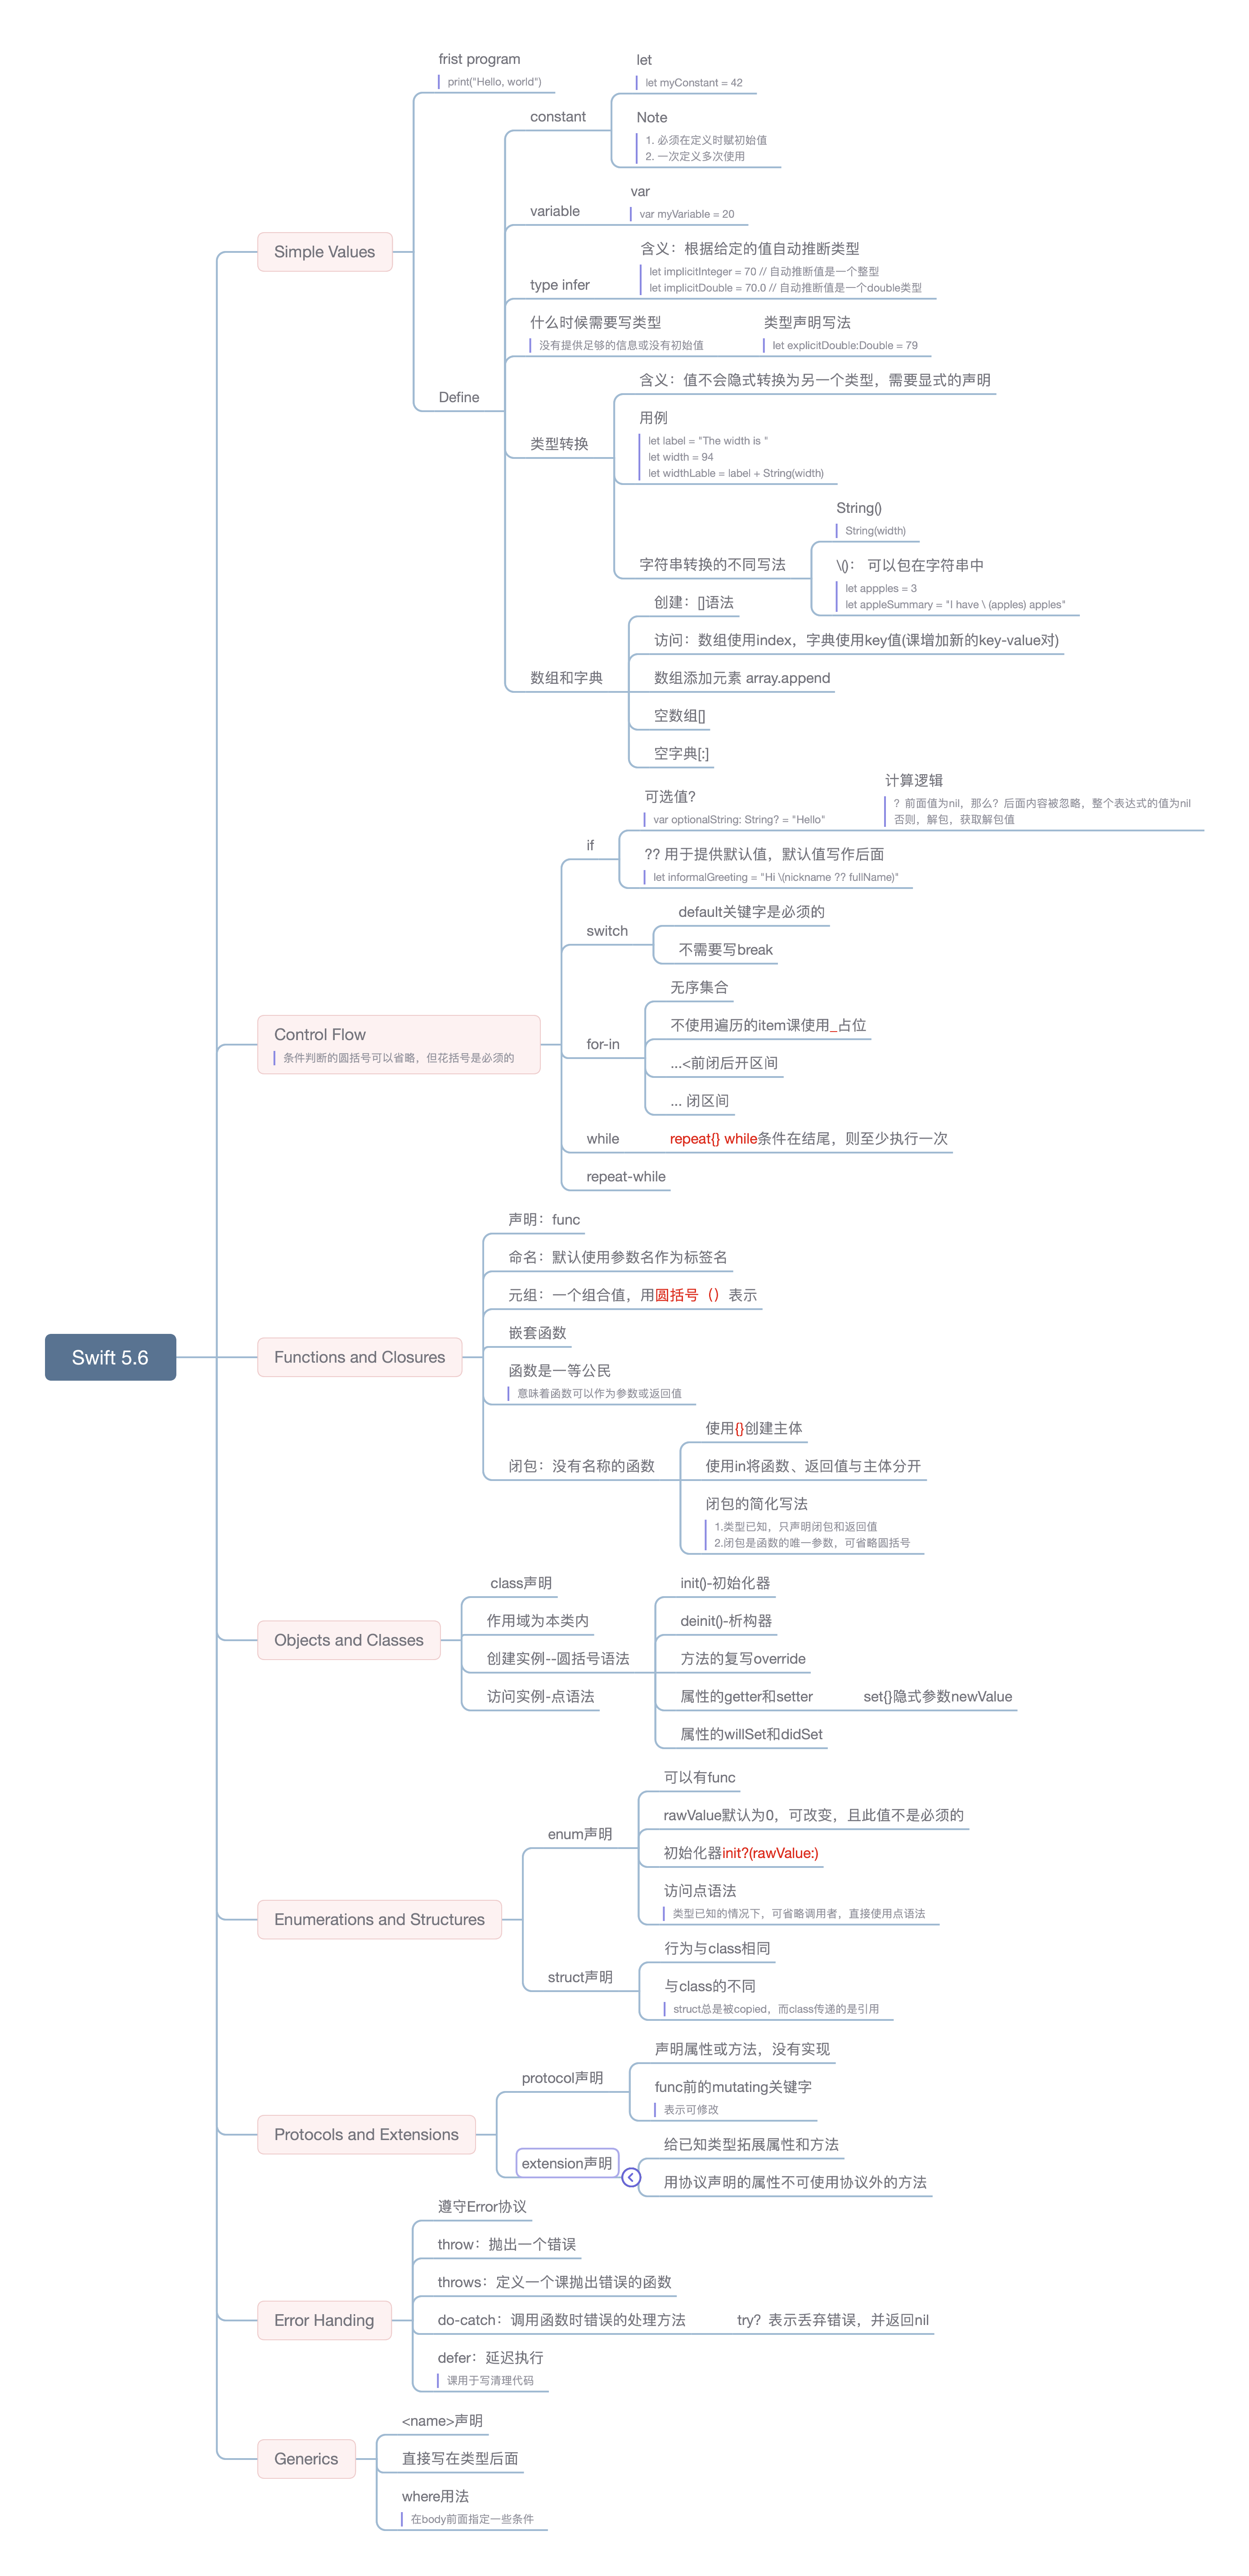 Swift 5.6
Simple Values
frist program
print("Hello, world")
Define
constant
let
let myConstant = 42
Note
1. 必须在定义时赋初始值
2. 一次定义多次使用
variable
var
var myVariable = 20
type infer
含义：根据给定的值自动推断类型
let implicitInteger = 70 // 自动推断值是一个整型
let implicitDouble = 70.0 // 自动推断值是一个double类型
什么时候需要写类型
没有提供足够的信息或没有初始值
类型声明写法
let explicitDouble:Double = 79
类型转换
含义：值不会隐式转换为另一个类型，需要显式的声明
用例
let label = "The width is "
let width = 94
let widthLable = label + String(width)
字符串转换的不同写法
String()
String(width)
\()： 可以包在字符串中
let appples = 3
let appleSummary = "I have \ (apples) apples"
数组和字典
创建：[]语法
访问：数组使用index，字典使用key值(课增加新的key-value对)
数组添加元素 array.append
空数组[]
空字典[:]
Control Flow
条件判断的圆括号可以省略，但花括号是必须的
if
可选值?
var optionalString: String? = "Hello"
计算逻辑
？前面值为nil，那么？后面内容被忽略，整个表达式的值为nil
否则，解包，获取解包值
?? 用于提供默认值，默认值写作后面
let informalGreeting = "Hi \(nickname ?? fullName)"
switch
default关键字是必须的
不需要写break
for-in
无序集合
不使用遍历的item课使用_占位
...<前闭后开区间
... 闭区间
while
repeat{} while条件在结尾，则至少执行一次
repeat-while
Functions and Closures
声明：func
命名：默认使用参数名作为标签名
元组：一个组合值，用圆括号（）表示
嵌套函数
函数是一等公民
意味着函数可以作为参数或返回值
闭包：没有名称的函数
使用{}创建主体
使用in将函数、返回值与主体分开
闭包的简化写法
1.类型已知，只声明闭包和返回值
2.闭包是函数的唯一参数，可省略圆括号
Objects and Classes
class声明
作用域为本类内
创建实例--圆括号语法
init()-初始化器
deinit()-析构器
方法的复写override
属性的getter和setter
set{}隐式参数newValue
属性的willSet和didSet
访问实例-点语法
Enumerations and Structures
enum声明
可以有func
rawValue默认为0，可改变，且此值不是必须的
初始化器init?(rawValue:)
访问点语法
类型已知的情况下，可省略调用者，直接使用点语法
struct声明
行为与class相同
与class的不同
struct总是被copied，而class传递的是引用
Protocols and Extensions
protocol声明
声明属性或方法，没有实现
func前的mutating关键字
表示可修改
extension声明
给已知类型拓展属性和方法
用协议声明的属性不可使用协议外的方法
Error Handing
遵守Error协议
throw：抛出一个错误
throws：定义一个课抛出错误的函数
do-catch：调用函数时错误的处理方法
try？表示丢弃错误，并返回nil
defer：延迟执行
课用于写清理代码
Generics
<name>声明
直接写在类型后面
where用法
在body前面指定一些条件